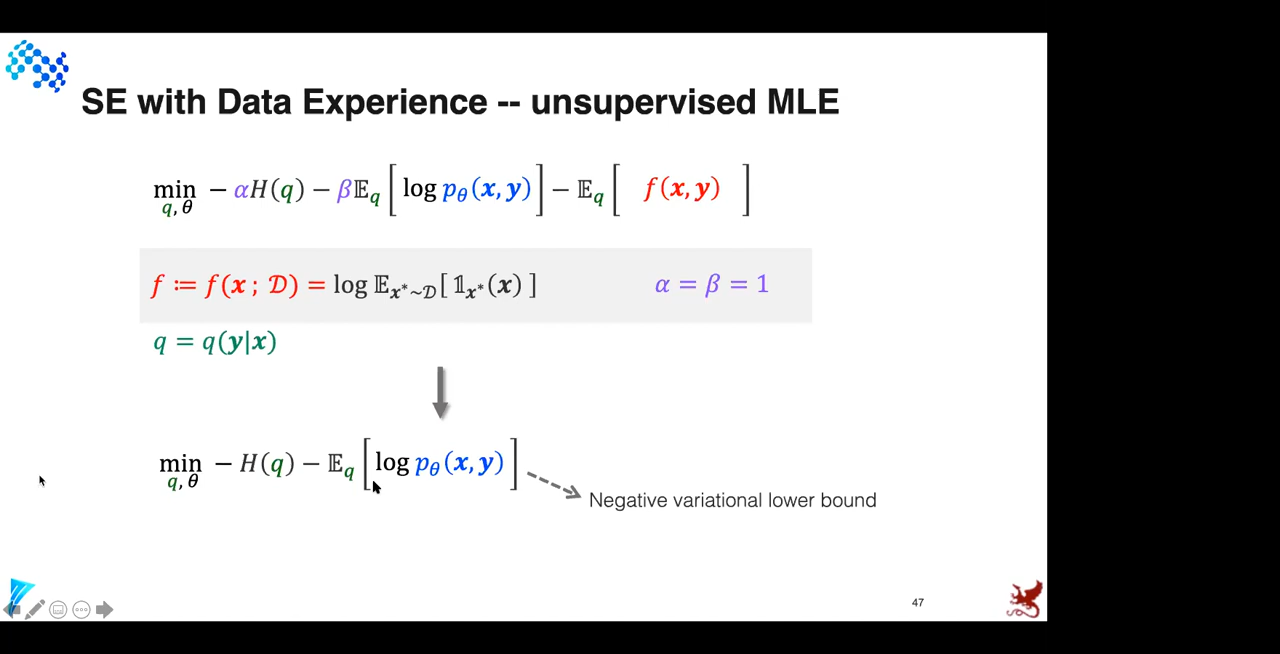 SE with Data Experience -- unsupervised MLE
min − αH(q) − β𝔼_q [ log p_θ(x, y) ] − 𝔼_q [ f(x, y) ]
q, θ
f ≔ f(x ; 𝒟) = log 𝔼_{x*~𝒟}[ 𝟙_{x*}(x) ] α = β = 1
q = q(y|x)
min − H(q) − 𝔼_q [ log p_θ(x, y) ]
q, θ
Negative variational lower bound
47